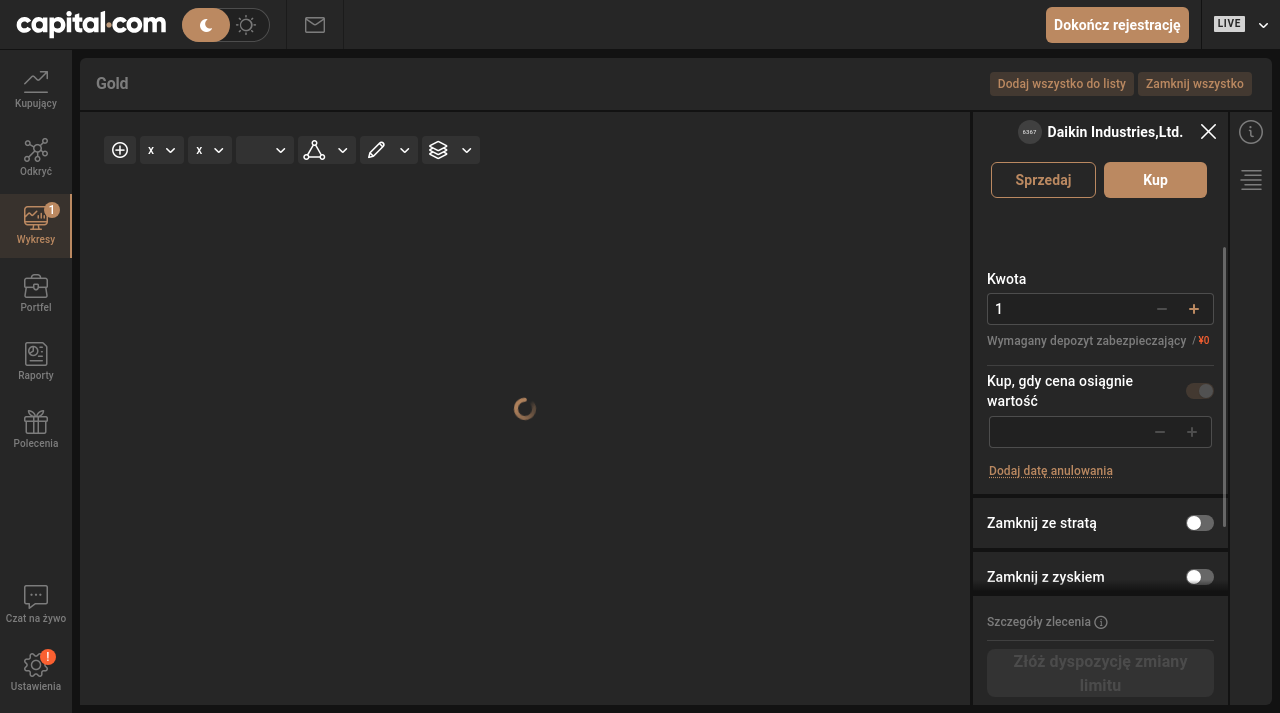 capital.com
Dokończ rejestrację
LIVE
Kupujący
Odkryć
1
Wykresy
Portfel
Raporty
Polecenia
Czat na żywo
!
Ustawienia
Gold
Dodaj wszystko do listy
Zamknij wszystko
x
x
6367
Daikin Industries,Ltd.
Sprzedaj
Kup
Kwota
1
Wymagany depozyt zabezpieczający / ¥0
Kup, gdy cena osiągnie
wartość
Dodaj datę anulowania
Zamknij ze stratą
Zamknij z zyskiem
Szczegóły zlecenia
Złóż dyspozycję zmiany
limitu